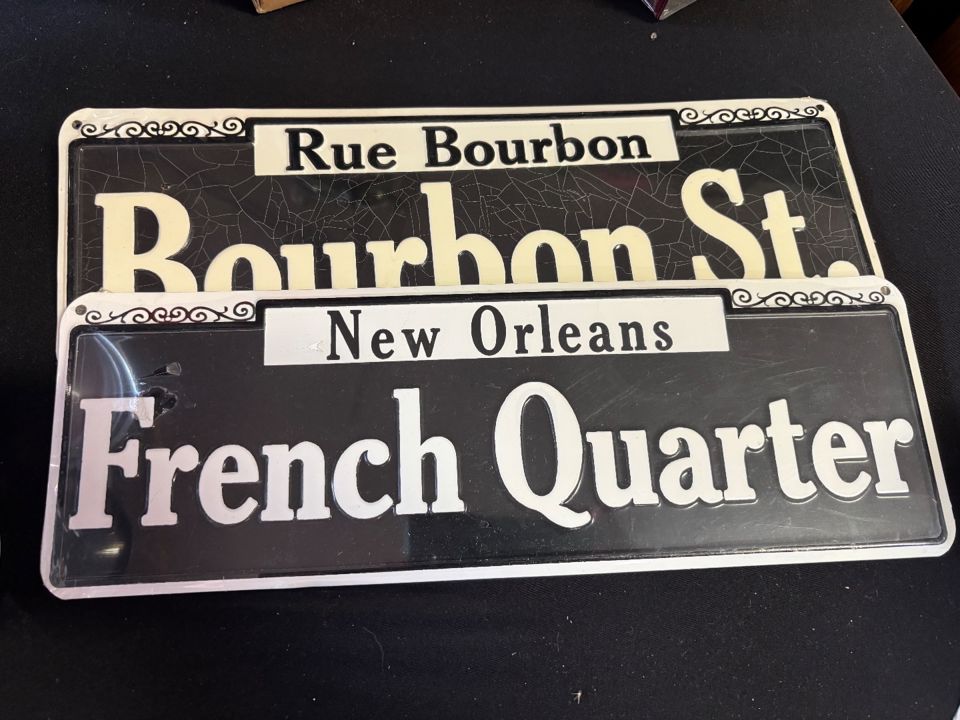 Rue Bourbon
Bourbon St.
New Orleans
French Quarter